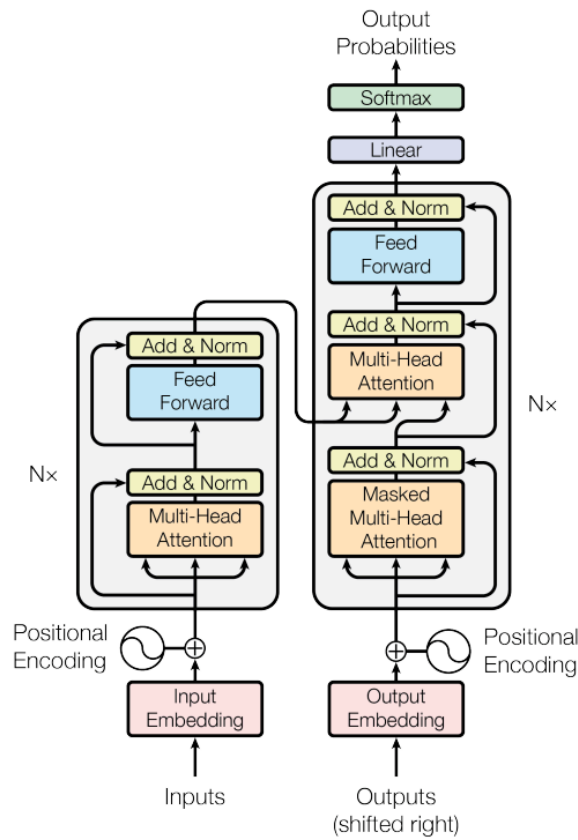 Output
Probabilities
Softmax
Linear
Add & Norm
Feed
Forward
Add & Norm
Multi-Head
Attention
Add & Norm
Masked
Multi-Head
Attention
N×
Add & Norm
Feed
Forward
Add & Norm
Multi-Head
Attention
N×
Positional
Encoding
Positional
Encoding
Input
Embedding
Output
Embedding
Inputs
Outputs
(shifted right)